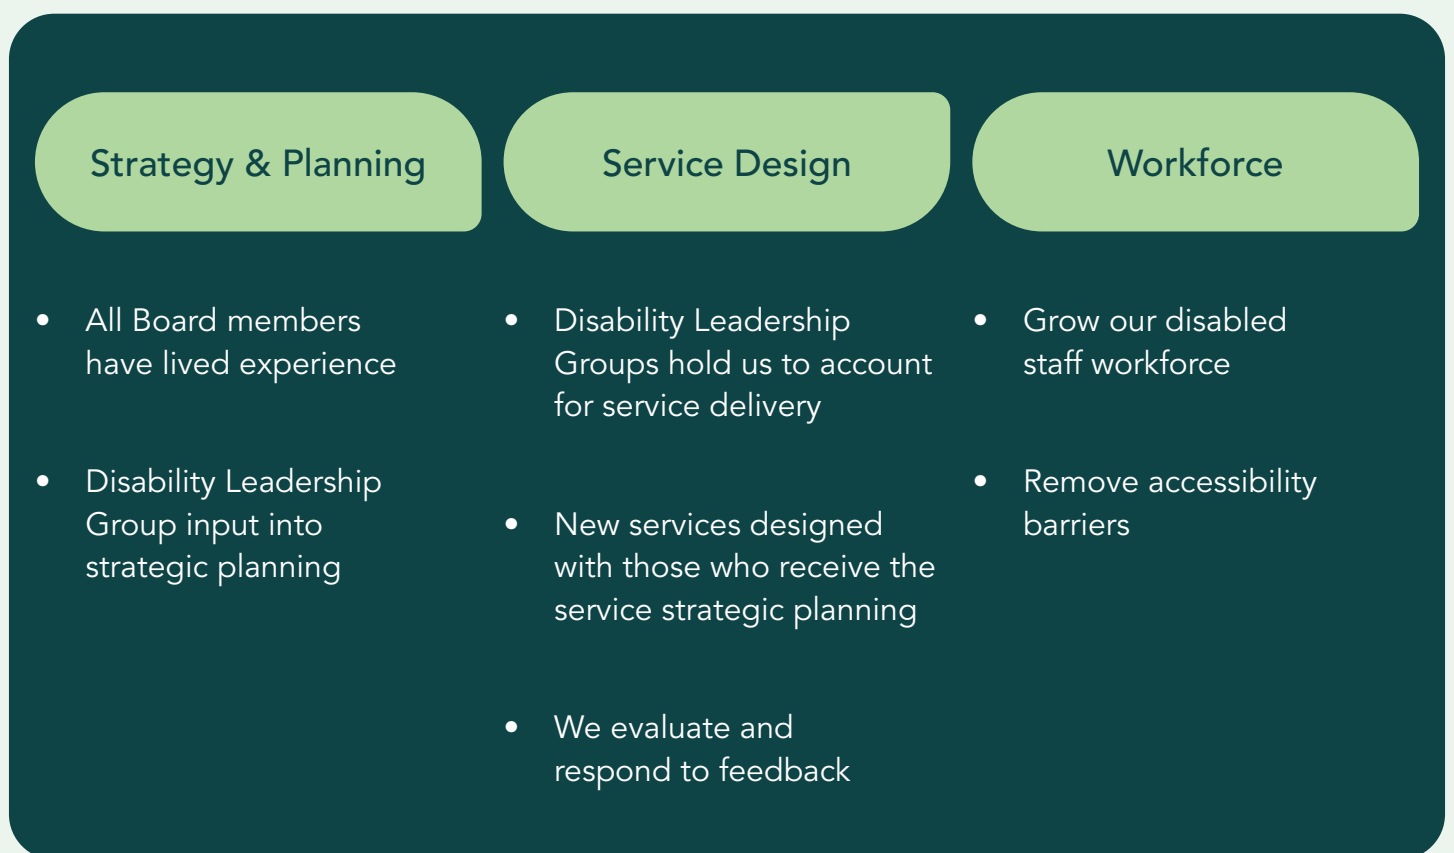 Strategy & Planning
• All Board members
have lived experience
• Disability Leadership
Group input into
strategic planning
Service Design
• Disability Leadership
Groups hold us to account
for service delivery
• New services designed
with those who receive the
service strategic planning
• We evaluate and
respond to feedback
Workforce
• Grow our disabled
staff workforce
• Remove accessibility
barriers